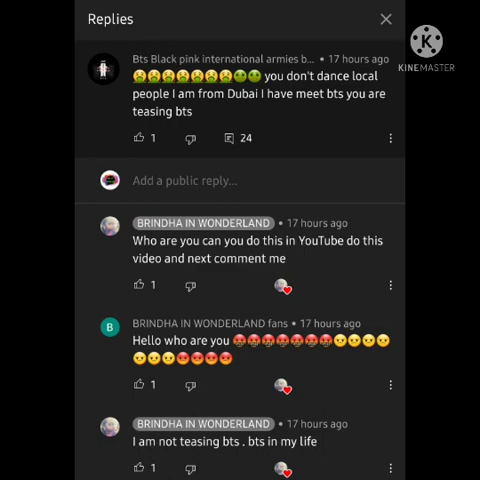 Replies
KINEMASTER
Bts Black pink international armies b... • 17 hours ago
🤮🤮🤮🤮🤮🤮🤮🤢🤢 you don't dance local
people I am from Dubai I have meet bts you are
teasing bts
1 24
Add a public reply...
BRINDHA IN WONDERLAND • 17 hours ago
Who are you can you do this in YouTube do this
video and next comment me
1
B BRINDHA IN WONDERLAND fans • 17 hours ago
Hello who are you 🤬🤬🤬🤬🤬🤬🤬😠😠😠😠
😠😠😠😡😡😡😡
1
BRINDHA IN WONDERLAND • 17 hours ago
I am not teasing bts . bts in my life
1